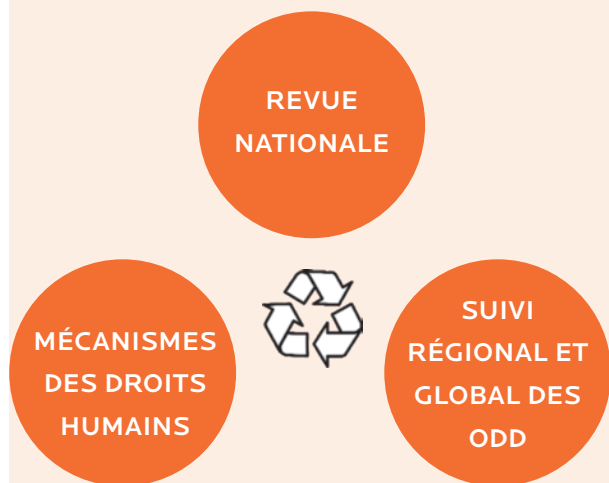 REVUE
NATIONALE
MÉCANISMES
DES DROITS
HUMAINS
SUIVI
RÉGIONAL ET
GLOBAL DES
ODD